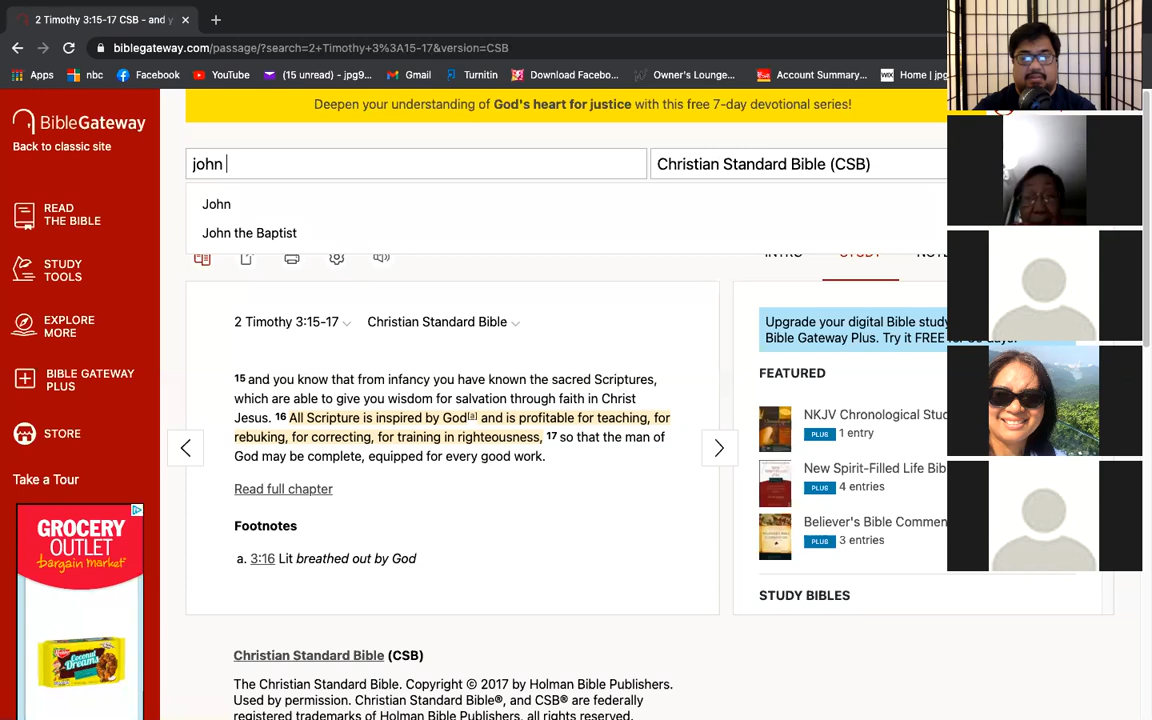 2 Timothy 3:15-17 CSB - and y
biblegateway.com/passage/?search=2+Timothy+3%3A15-17&version=CSB
Apps nbc Facebook YouTube (15 unread) - jpg9... Gmail Turnitin Download Facebo... Owner's Lounge... Account Summary... WIX Home | jpg
Deepen your understanding of God's heart for justice with this free 7-day devotional series!
BibleGateway
Back to classic site
READ
THE BIBLE
STUDY
TOOLS
EXPLORE
MORE
BIBLE GATEWAY
PLUS
STORE
Take a Tour
GROCERY
OUTLET
bargain market
Coconut
Dreams
john
Christian Standard Bible (CSB)
John
John the Baptist
INTRO STUDY NOTE
2 Timothy 3:15-17 Christian Standard Bible
15 and you know that from infancy you have known the sacred Scriptures,
which are able to give you wisdom for salvation through faith in Christ
Jesus. 16 All Scripture is inspired by God[a] and is profitable for teaching, for
rebuking, for correcting, for training in righteousness, 17 so that the man of
God may be complete, equipped for every good work.
Read full chapter
Footnotes
a. 3:16 Lit breathed out by God
Upgrade your digital Bible study
Bible Gateway Plus. Try it FREE
FEATURED
NKJV Chronological Stud
PLUS 1 entry
New Spirit-Filled Life Bib
PLUS 4 entries
Believer's Bible Commen
PLUS 3 entries
STUDY BIBLES
Christian Standard Bible (CSB)
The Christian Standard Bible. Copyright © 2017 by Holman Bible Publishers.
Used by permission. Christian Standard Bible®, and CSB® are federally
registered trademarks of Holman Bible Publishers, all rights reserved.